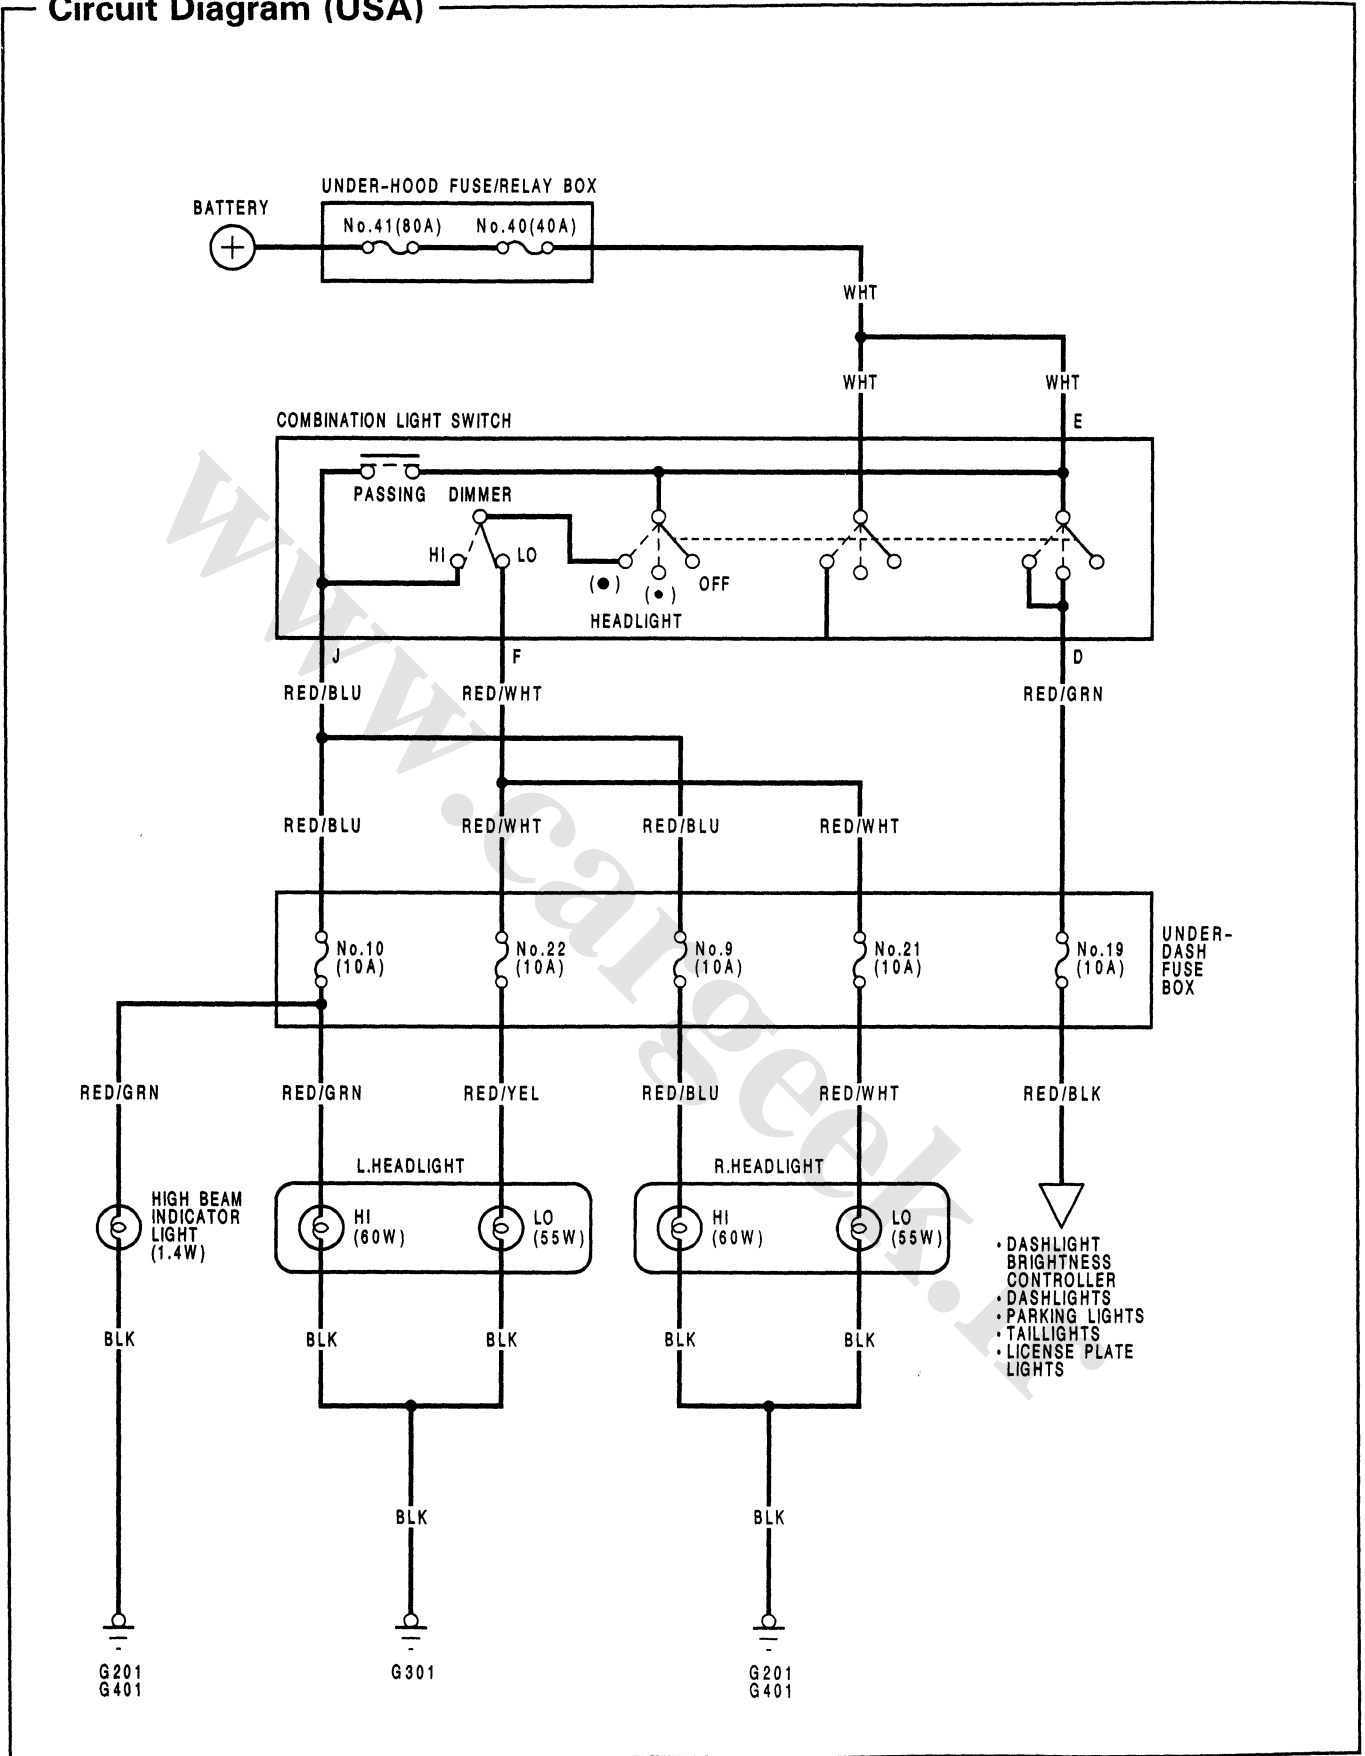 Circuit Diagram (USA)
UNDER-HOOD FUSE/RELAY BOX
BATTERY
No.41(80A) No.40(40A)
WHT
WHT WHT
COMBINATION LIGHT SWITCH
E
PASSING DIMMER
HI LO
(●) (•) OFF
HEADLIGHT
J F D
RED/BLU RED/WHT RED/GRN
RED/BLU RED/WHT RED/BLU RED/WHT
No.10
(10A)
No.22
(10A)
No.9
(10A)
No.21
(10A)
No.19
(10A)
UNDER-
DASH
FUSE
BOX
RED/GRN RED/GRN RED/YEL RED/BLU RED/WHT RED/BLK
L.HEADLIGHT R.HEADLIGHT
HIGH BEAM
INDICATOR
LIGHT
(1.4W)
HI
(60W)
LO
(55W)
HI
(60W)
LO
(55W)
•DASHLIGHT
BRIGHTNESS
CONTROLLER
•DASHLIGHTS
•PARKING LIGHTS
•TAILLIGHTS
•LICENSE PLATE
LIGHTS
BLK BLK BLK BLK BLK
BLK BLK
G201
G401
G301
G201
G401
www.cargeek.ir